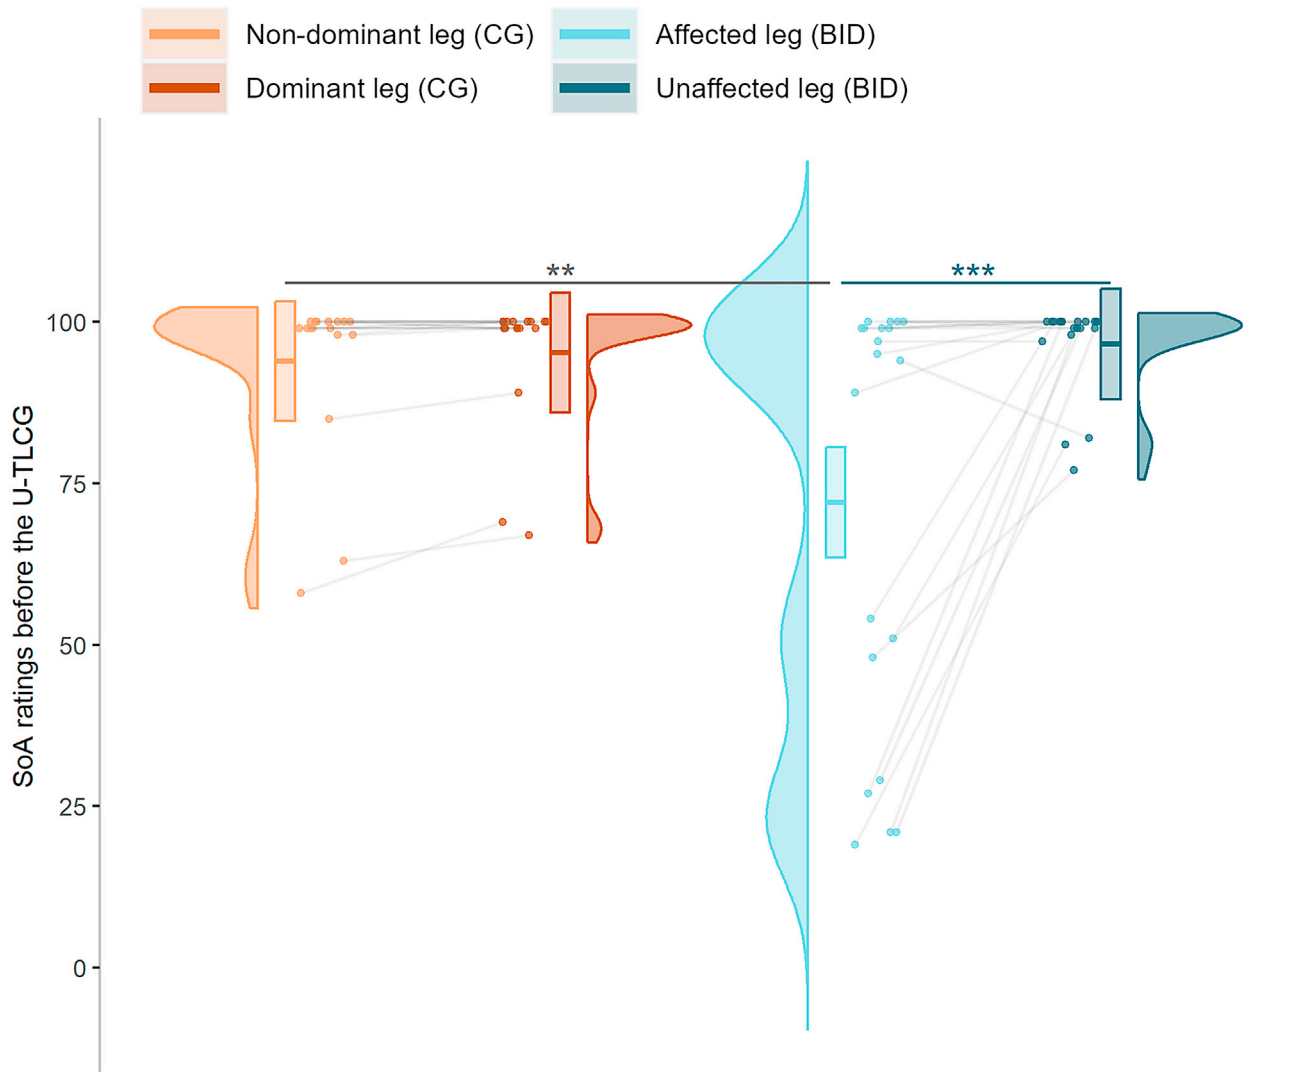 Non-dominant leg (CG)
Affected leg (BID)
Dominant leg (CG)
Unaffected leg (BID)
**
***
100
75
50
25
0
SoA ratings before the U-TLCG